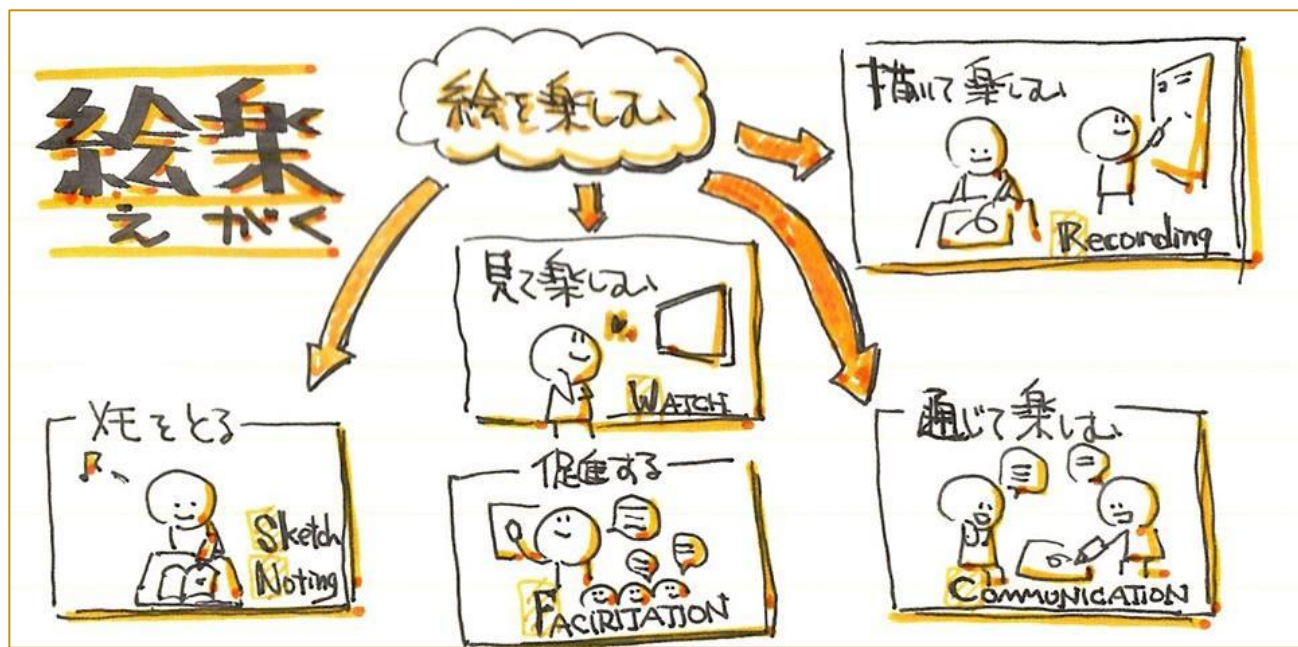 絵楽
えがく
絵を楽しむ
描いて楽しむ
Recording
見て楽しむ
WATCH
メモをとる
Sketch
Noting
促進する
FACIRITATION
通じて楽しむ
COMMUNICATION